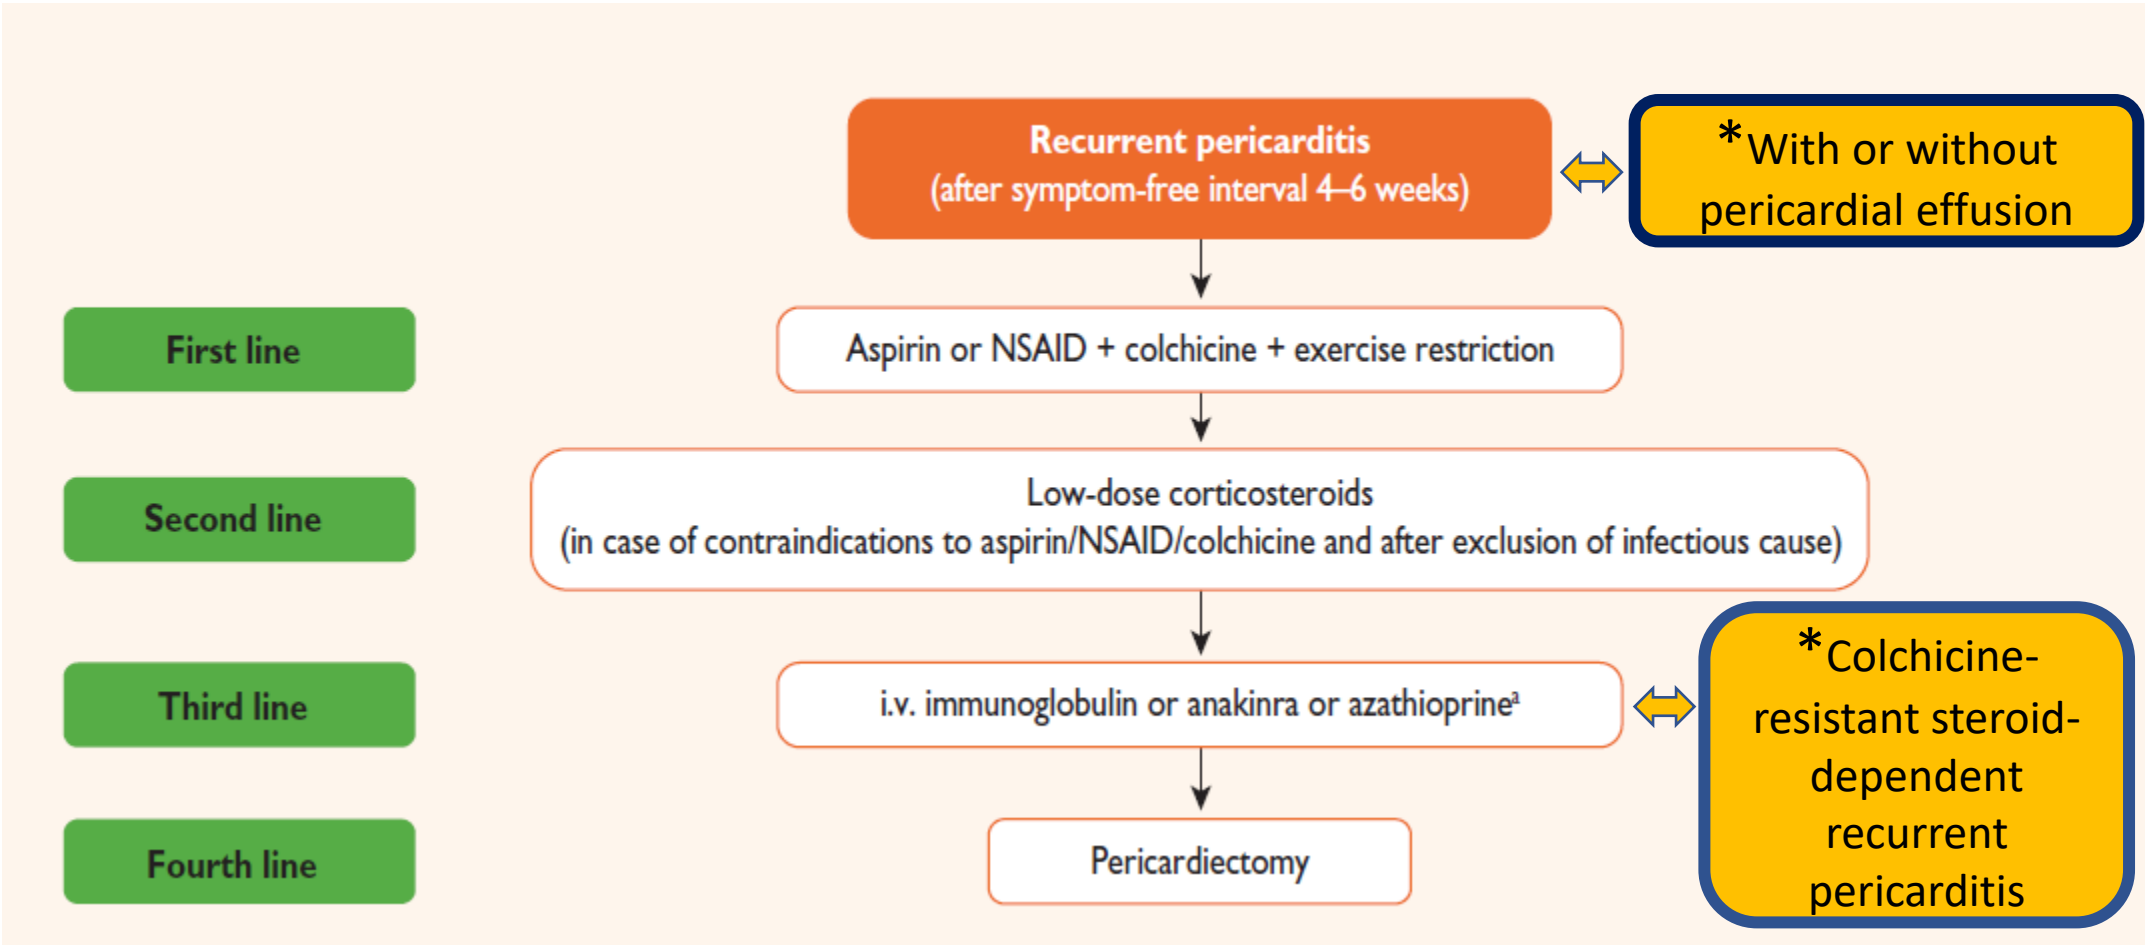 Recurrent pericarditis
(after symptom-free interval 4–6 weeks)
*With or without
pericardial effusion
First line
Aspirin or NSAID + colchicine + exercise restriction
Second line
Low-dose corticosteroids
(in case of contraindications to aspirin/NSAID/colchicine and after exclusion of infectious cause)
Third line
i.v. immunoglobulin or anakinra or azathioprineᵃ
*Colchicine-
resistant steroid-
dependent
recurrent
pericarditis
Fourth line
Pericardiectomy